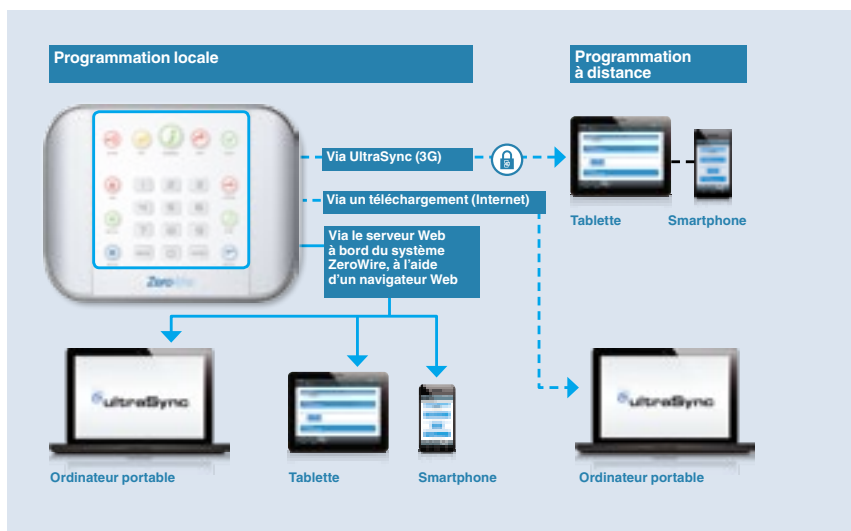 Programmation locale
Programmation
à distance
Via UltraSync (3G)
Via un téléchargement (Internet)
Tablette
Smartphone
Via le serveur Web
à bord du système
ZeroWire, à l'aide
d'un navigateur Web
ZeroWire
ultraSync
ultraSync
Ordinateur portable
Tablette
Smartphone
Ordinateur portable